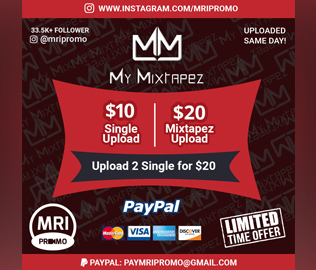 WWW.INSTAGRAM.COM/MRIPROMO
33.5K+ FOLLOWER
@mripromo
UPLOADED
SAME DAY!
MY MIXTAPEZ
$10
Single
Upload
$20
Mixtapez
Upload
Upload 2 Single for $20
PayPal
MasterCard
VISA
DISCOVER
MRI
PROMO
LIMITED
TIME OFFER
PAYPAL: PAYMRIPROMO@GMAIL.COM